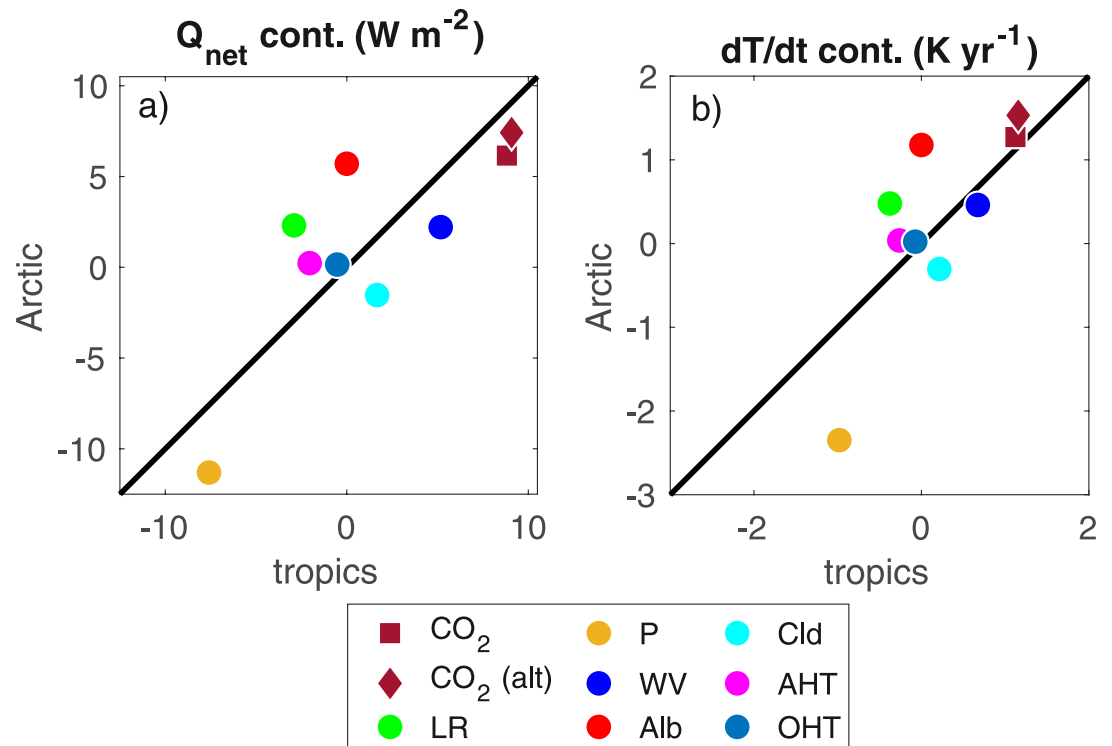 Q_net cont. (W m^-2)
a)
10
5
0
-5
-10
Arctic
-10 0 10
tropics
dT/dt cont. (K yr^-1)
b)
2
1
0
-1
-2
-3
Arctic
-2 0 2
tropics
CO_2 P Cld
CO_2 (alt) WV AHT
LR Alb OHT